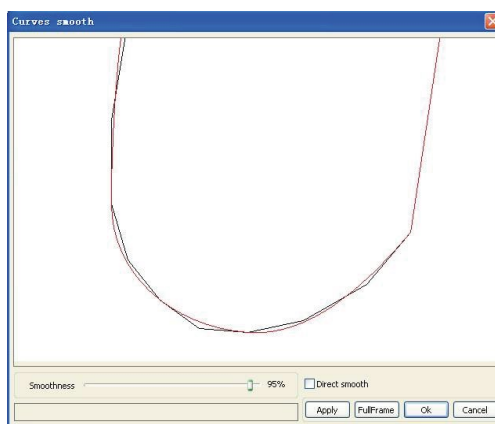 Curves smooth
Smoothness 95% Direct smooth
Apply FullFrame Ok Cancel